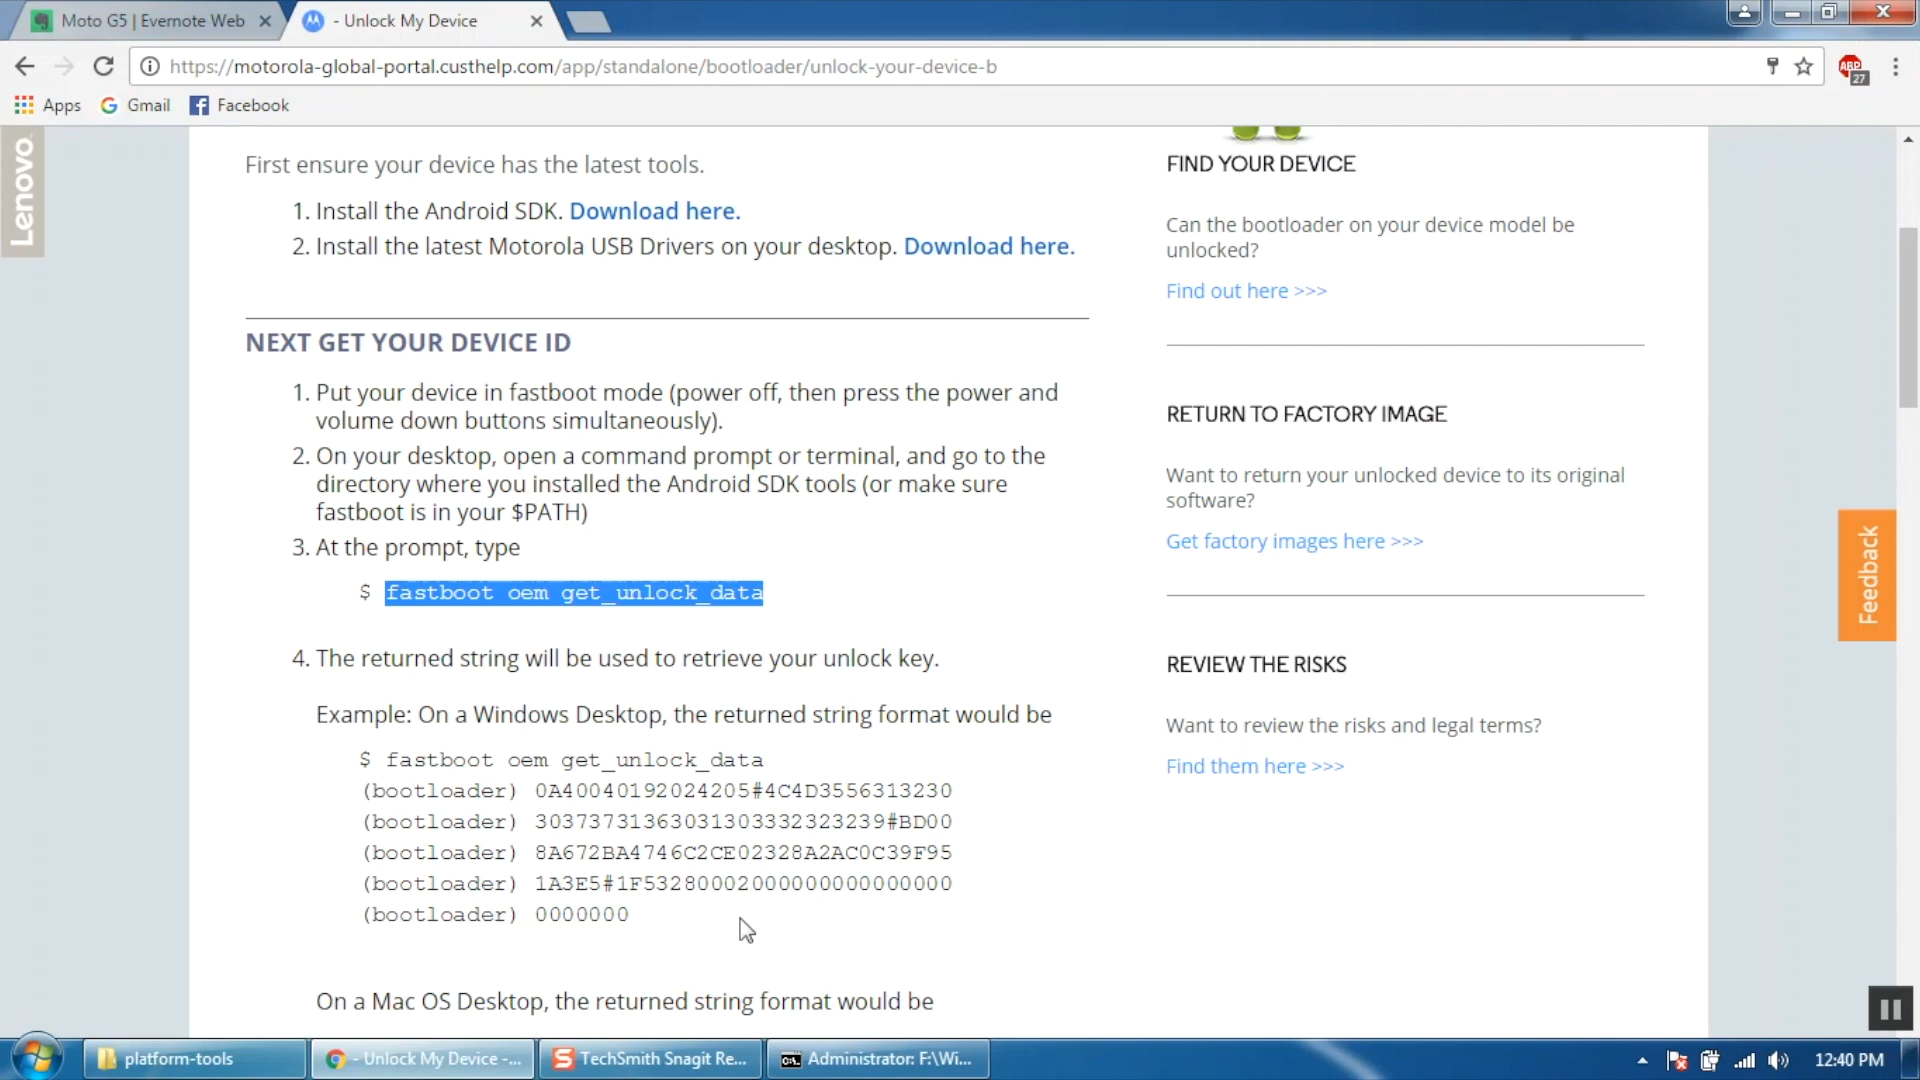 Moto G5 | Evernote Web
- Unlock My Device
https://motorola-global-portal.custhelp.com/app/standalone/bootloader/unlock-your-device-b
ABP
27
Apps
Gmail
Facebook
Lenovo
First ensure your device has the latest tools.
1. Install the Android SDK. Download here.
2. Install the latest Motorola USB Drivers on your desktop. Download here.
NEXT GET YOUR DEVICE ID
1. Put your device in fastboot mode (power off, then press the power and
volume down buttons simultaneously).
2. On your desktop, open a command prompt or terminal, and go to the
directory where you installed the Android SDK tools (or make sure
fastboot is in your $PATH)
3. At the prompt, type
$ fastboot oem get_unlock_data
4. The returned string will be used to retrieve your unlock key.
Example: On a Windows Desktop, the returned string format would be
$ fastboot oem get_unlock_data
(bootloader) 0A40040192024205#4C4D3556313230
(bootloader) 30373731363031303332323239#BD00
(bootloader) 8A672BA4746C2CE02328A2AC0C39F95
(bootloader) 1A3E5#1F53280002000000000000000
(bootloader) 0000000
On a Mac OS Desktop, the returned string format would be
FIND YOUR DEVICE
Can the bootloader on your device model be
unlocked?
Find out here >>>
RETURN TO FACTORY IMAGE
Want to return your unlocked device to its original
software?
Get factory images here >>>
REVIEW THE RISKS
Want to review the risks and legal terms?
Find them here >>>
Feedback
platform-tools
- Unlock My Device -...
TechSmith Snagit Re...
Administrator: F:\Wi...
12:40 PM